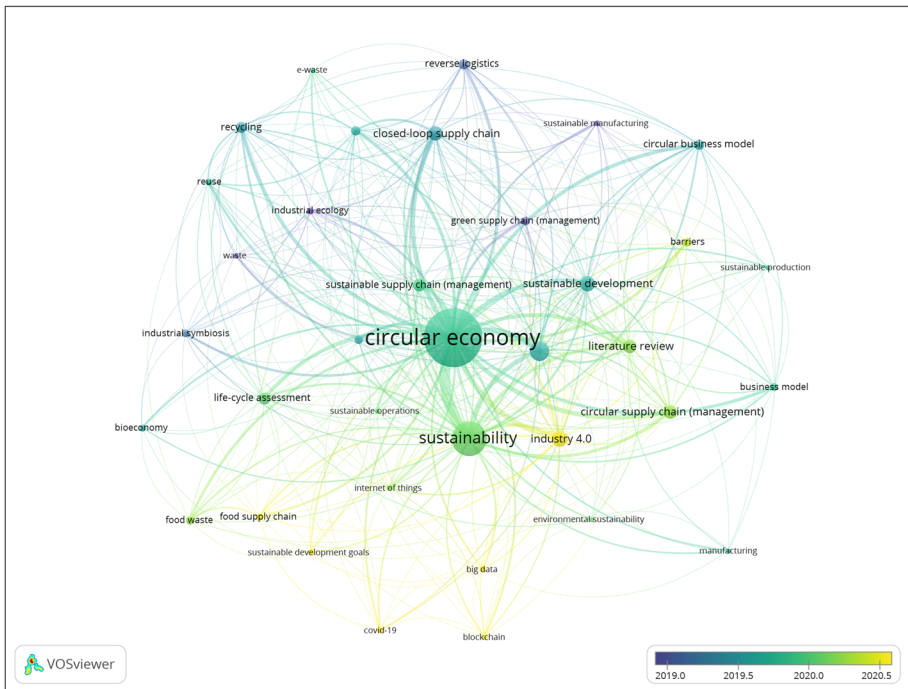 reverse logistics
e-waste
sustainable manufacturing
recycling
closed-loop supply chain
circular business model
reuse
industrial ecology
green supply chain (management)
barriers
waste
sustainable production
sustainable supply chain (management)
sustainable development
industrial symbiosis
circular economy
literature review
business model
life-cycle assessment
sustainable operations
circular supply chain (management)
bioeconomy
sustainability
industry 4.0
internet of things
food waste
food supply chain
environmental sustainability
sustainable development goals
manufacturing
big data
covid-19
blockchain
VOSviewer
2019.0
2019.5
2020.0
2020.5